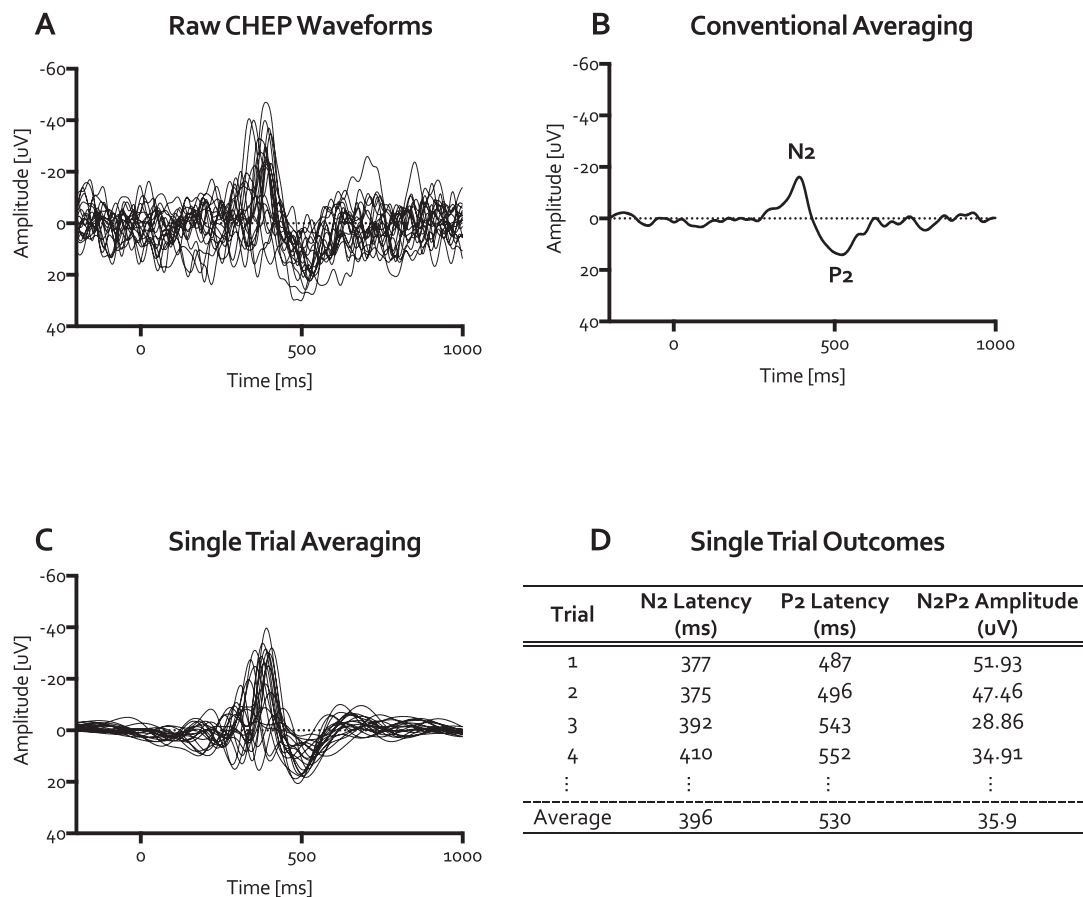 A Raw CHEP Waveforms
-60
-40
-20
0
20
40
Amplitude [uV]
0 500 1000
Time [ms]
B Conventional Averaging
-60
-40
-20
0
20
40
Amplitude [uV]
N2
P2
0 500 1000
Time [ms]
C Single Trial Averaging
-60
-40
-20
0
20
40
Amplitude [uV]
0 500 1000
Time [ms]
D Single Trial Outcomes
Trial N2 Latency (ms) P2 Latency (ms) N2P2 Amplitude (uV)
1 377 487 51.93
2 375 496 47.46
3 392 543 28.86
4 410 552 34.91
⋮ ⋮ ⋮ ⋮
Average 396 530 35.9